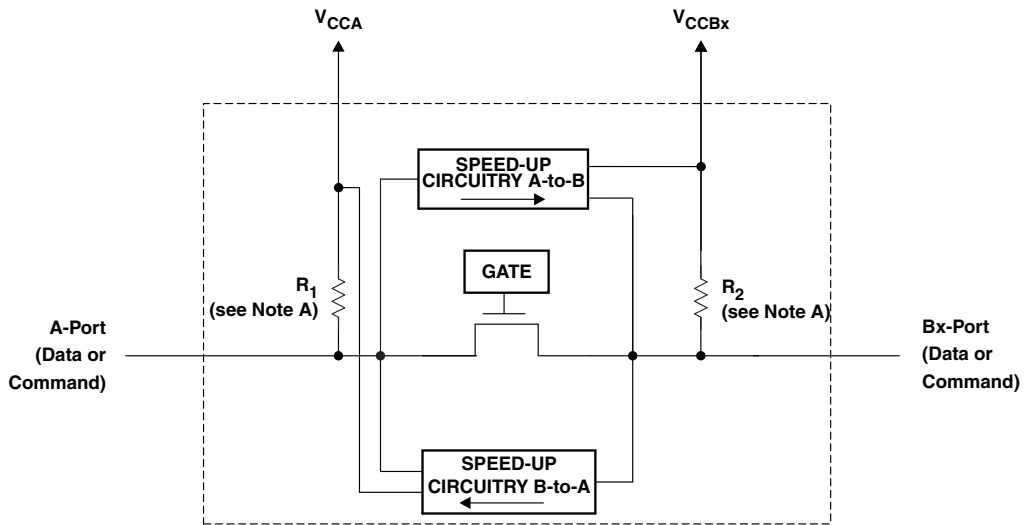 VCCA
VCCBx
SPEED-UP
CIRCUITRY A-to-B
GATE
R1
(see Note A)
R2
(see Note A)
A-Port
(Data or
Command)
Bx-Port
(Data or
Command)
SPEED-UP
CIRCUITRY B-to-A